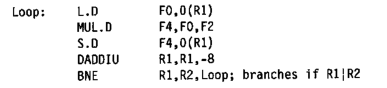 Loop: L.D F0,0(R1)
MUL.D F4,F0,F2
S.D F4,0(R1)
DADDIU R1,R1,-8
BNE R1,R2,Loop; branches if R1|R2